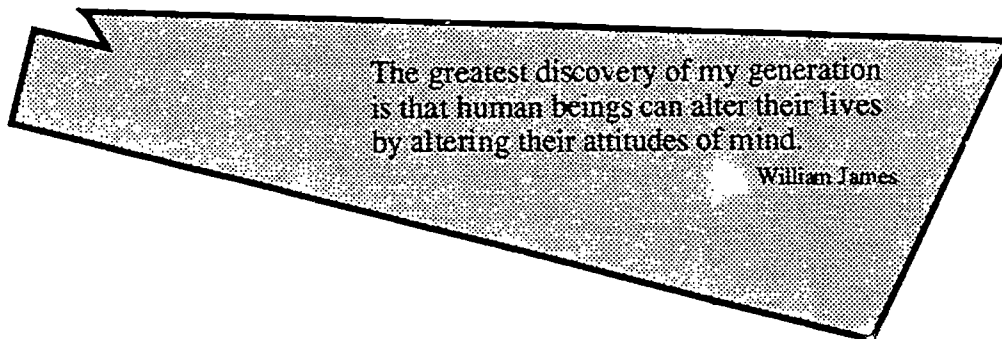 The greatest discovery of my generation
is that human beings can alter their lives
by altering their attitudes of mind.
William James